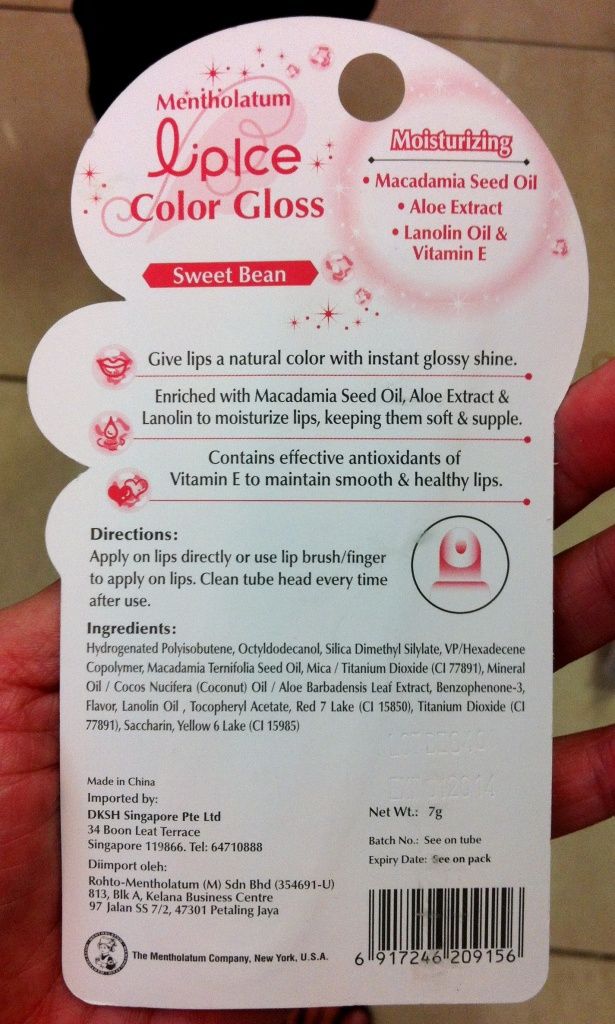 Mentholatum
LipIce
Color Gloss
Sweet Bean
Moisturizing
• Macadamia Seed Oil
• Aloe Extract
• Lanolin Oil &
Vitamin E
Give lips a natural color with instant glossy shine.
Enriched with Macadamia Seed Oil, Aloe Extract &
Lanolin to moisturize lips, keeping them soft & supple.
Contains effective antioxidants of
Vitamin E to maintain smooth & healthy lips.
Directions:
Apply on lips directly or use lip brush/finger
to apply on lips. Clean tube head every time
after use.
Ingredients:
Hydrogenated Polyisobutene, Octyldodecanol, Silica Dimethyl Silylate, VP/Hexadecene
Copolymer, Macadamia Ternifolia Seed Oil, Mica / Titanium Dioxide (CI 77891), Mineral
Oil / Cocos Nucifera (Coconut) Oil / Aloe Barbadensis Leaf Extract, Benzophenone-3,
Flavor, Lanolin Oil , Tocopheryl Acetate, Red 7 Lake (CI 15850), Titanium Dioxide (CI
77891), Saccharin, Yellow 6 Lake (CI 15985)
Made in China
Imported by:
DKSH Singapore Pte Ltd
34 Boon Leat Terrace
Singapore 119866. Tel: 64710888
Diimport oleh:
Rohto-Mentholatum (M) Sdn Bhd (354691-U)
813, Blk A, Kelana Business Centre
97 Jalan SS 7/2, 47301 Petaling Jaya
The Mentholatum Company, New York, U.S.A.
2014
Net Wt.: 7g
Batch No.: See on tube
Expiry Date: See on pack
6 917246 209156